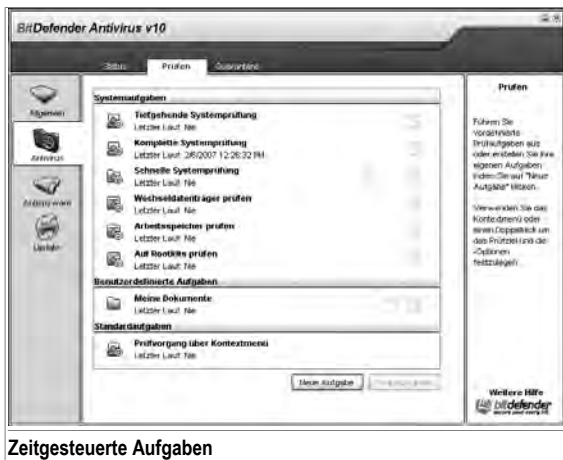 BitDefender Antivirus v10
Status Prüfen Quarantäne
Allgemein
Antivirus
Antispyware
Update
Systemaufgaben
Tiefgehende Systemprüfung
Letzter Lauf: Nie
Komplette Systemprüfung
Letzter Lauf: 2/6/2007 12:26:32 PM
Schnelle Systemprüfung
Letzter Lauf: Nie
Wechseldatenträger prüfen
Letzter Lauf: Nie
Arbeitsspeicher prüfen
Letzter Lauf: Nie
Auf Rootkits prüfen
Letzter Lauf: Nie
Benutzerdefinierte Aufgaben
Meine Dokumente
Letzter Lauf: Nie
Standardaufgaben
Prüfvorgang über Kontextmenü
Letzter Lauf: Nie
Neue Aufgabe
Prüfen
Führen Sie
vordefinierte
Prüfaufgaben aus
oder erstellen Sie Ihre
eigenen Aufgaben
indem Sie auf "Neue
Aufgabe" klicken.
Verwenden Sie das
Kontextmenü oder
einen Doppelklick um
das Prüfziel und die
-Optionen
festzulegen.
Weitere Hilfe
bitdefender
secure your every bit
Zeitgesteuerte Aufgaben